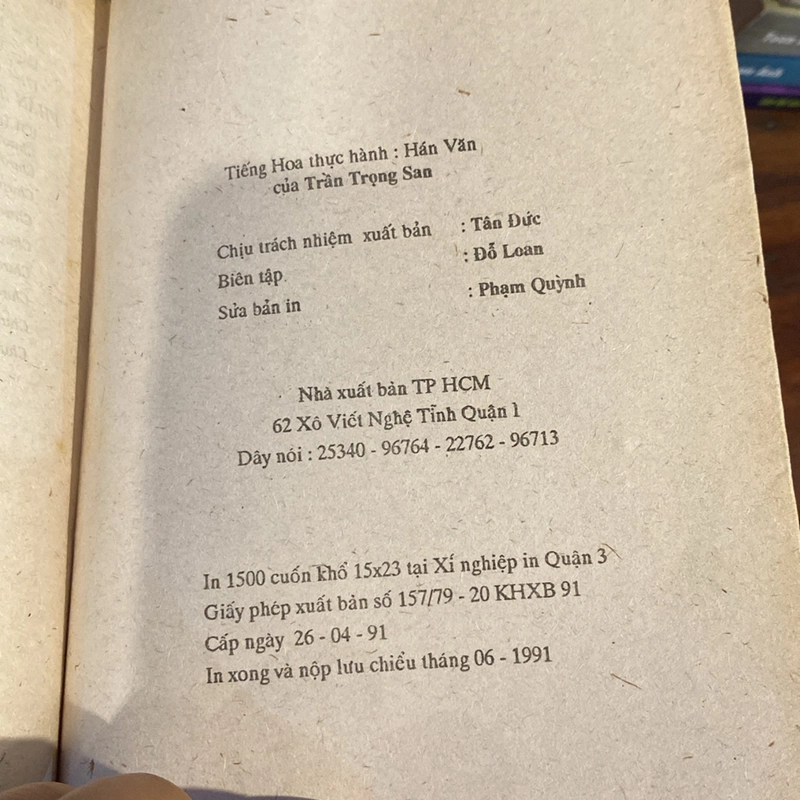 Tiếng Hoa thực hành : Hán Văn
của Trần Trọng San
Chịu trách nhiệm xuất bản : Tân Đức
Biên tập : Đỗ Loan
Sửa bản in : Phạm Quỳnh
Nhà xuất bản TP HCM
62 Xô Viết Nghệ Tĩnh Quận 1
Dây nói : 25340 - 96764 - 22762 - 96713
In 1500 cuốn khổ 15x23 tại Xí nghiệp in Quận 3
Giấy phép xuất bản số 157/79 - 20 KHXB 91
Cấp ngày 26 - 04 - 91
In xong và nộp lưu chiểu tháng 06 - 1991